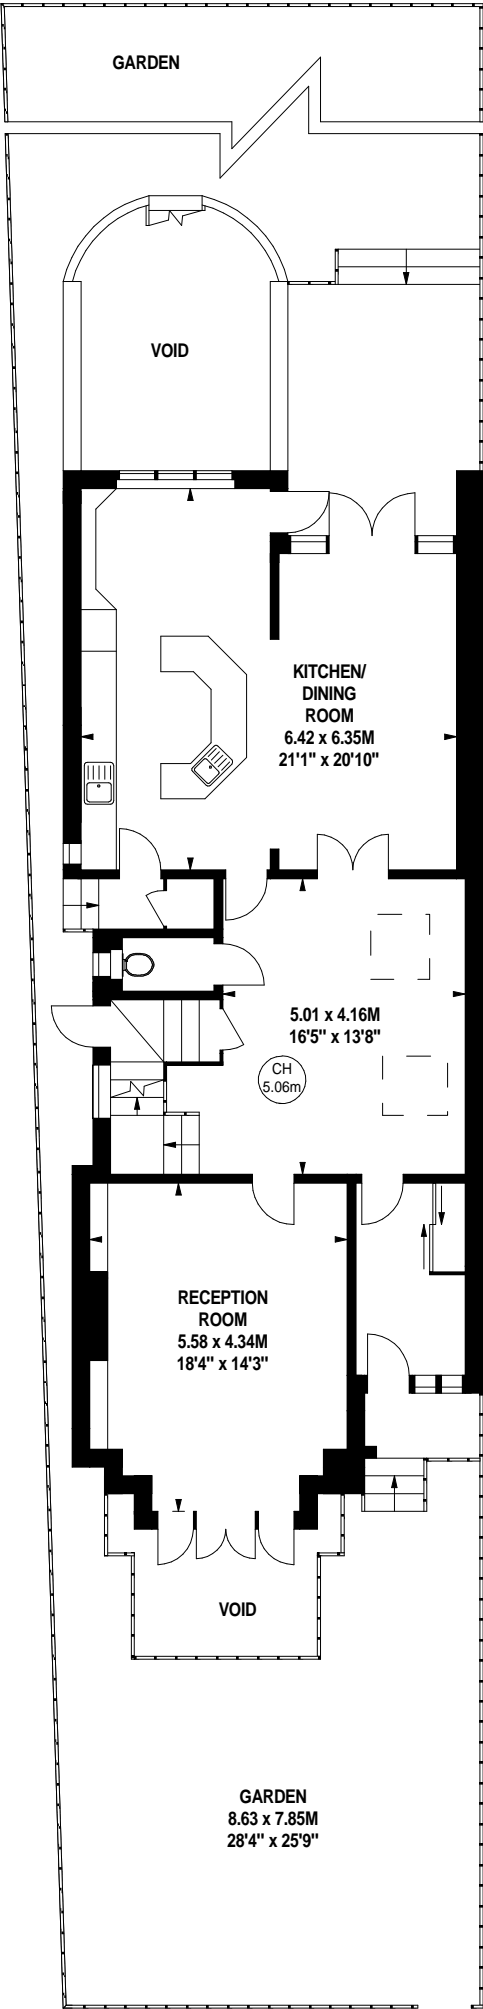 GARDEN
VOID
KITCHEN/
DINING
ROOM
6.42 x 6.35M
21'1" x 20'10"
5.01 x 4.16M
16'5" x 13'8"
CH
5.06m
RECEPTION
ROOM
5.58 x 4.34M
18'4" x 14'3"
VOID
GARDEN
8.63 x 7.85M
28'4" x 25'9"